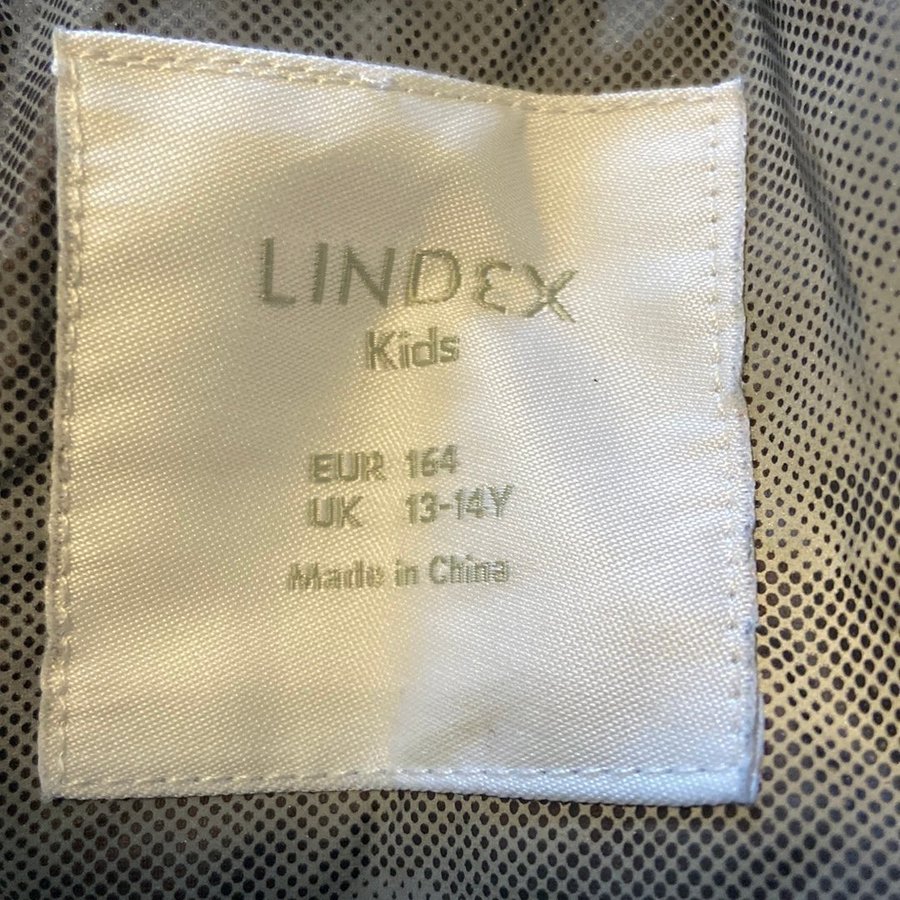 LINDEX
Kids
EUR 164
UK 13-14Y
Made in China